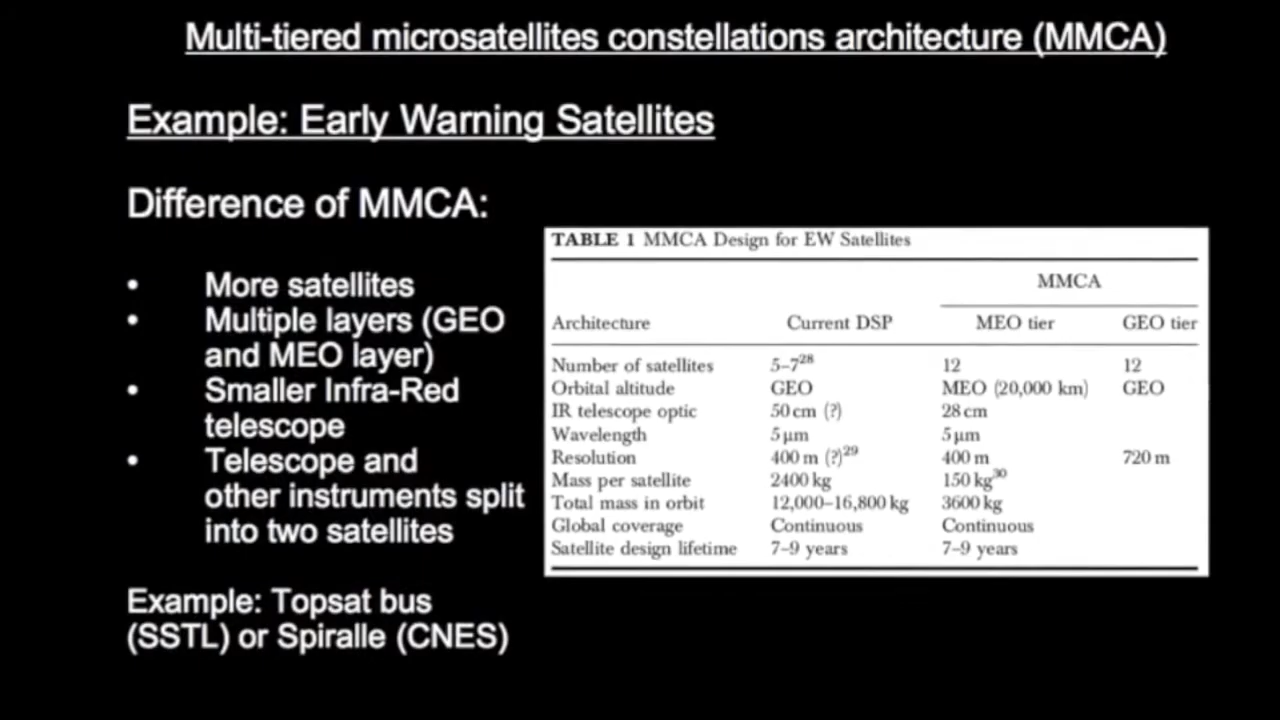 Multi-tiered microsatellites constellations architecture (MMCA)
Example: Early Warning Satellites
Difference of MMCA:
• More satellites
• Multiple layers (GEO
and MEO layer)
• Smaller Infra-Red
telescope
• Telescope and
other instruments split
into two satellites
Example: Topsat bus
(SSTL) or Spiralle (CNES)
TABLE 1 MMCA Design for EW Satellites
MMCA
Architecture Current DSP MEO tier GEO tier
Number of satellites 5–7²⁸ 12 12
Orbital altitude GEO MEO (20,000 km) GEO
IR telescope optic 50 cm (?) 28 cm
Wavelength 5 μm 5 μm
Resolution 400 m (?)²⁹ 400 m 720 m
Mass per satellite 2400 kg 150 kg³⁰
Total mass in orbit 12,000–16,800 kg 3600 kg
Global coverage Continuous Continuous
Satellite design lifetime 7–9 years 7–9 years